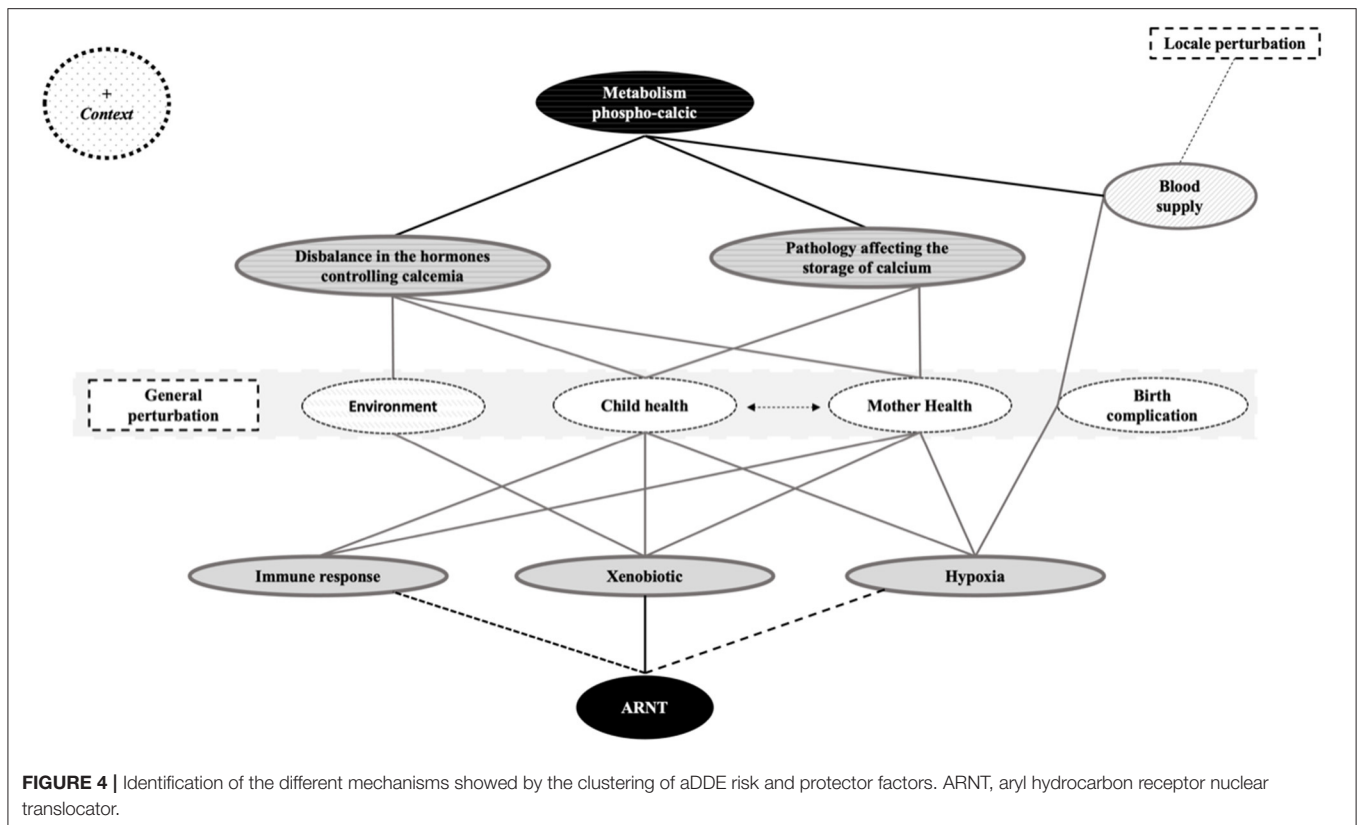 Locale perturbation
+
Context
Metabolism
phospho-calcic
Blood
supply
Disbalance in the hormones
controlling calcemia
Pathology affecting the
storage of calcium
General
perturbation
Environment
Child health
Mother Health
Birth
complication
Immune response
Xenobiotic
Hypoxia
ARNT
FIGURE 4 | Identification of the different mechanisms showed by the clustering of aDDE risk and protector factors. ARNT, aryl hydrocarbon receptor nuclear
translocator.